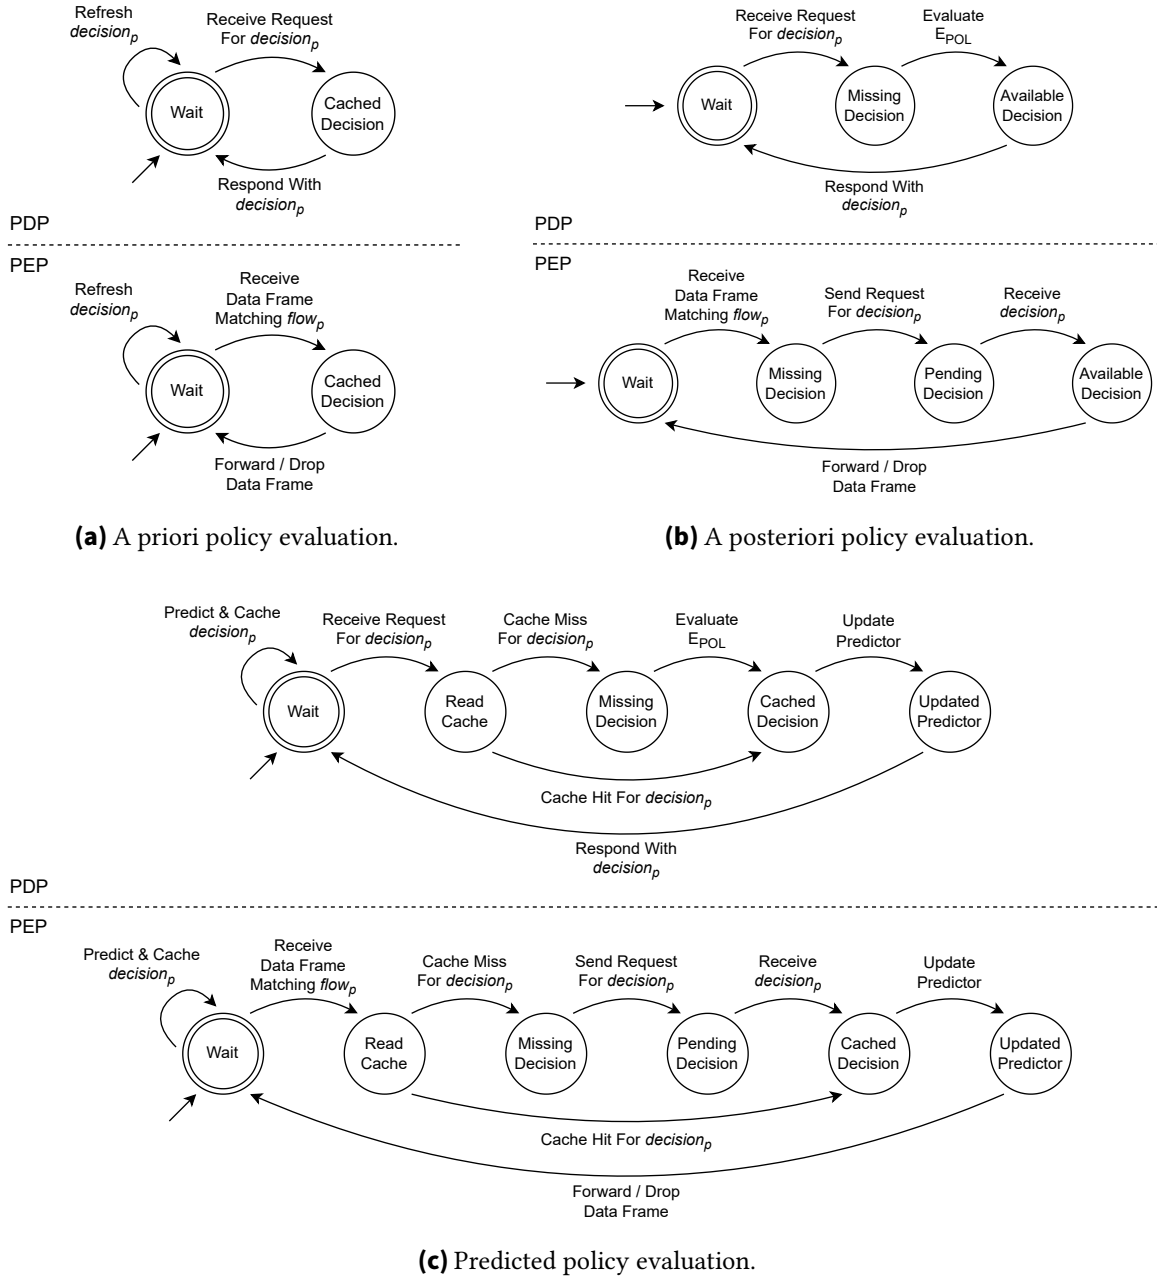 Refresh
decision_p
Receive Request
For decision_p
Wait
Cached
Decision
Respond With
decision_p
PDP
PEP
Refresh
decision_p
Receive
Data Frame
Matching flow_p
Wait
Cached
Decision
Forward / Drop
Data Frame
(a) A priori policy evaluation.
Receive Request
For decision_p
Evaluate
E_POL
Wait
Missing
Decision
Available
Decision
Respond With
decision_p
PDP
PEP
Receive
Data Frame
Matching flow_p
Send Request
For decision_p
Receive
decision_p
Wait
Missing
Decision
Pending
Decision
Available
Decision
Forward / Drop
Data Frame
(b) A posteriori policy evaluation.
Predict & Cache
decision_p
Receive Request
For decision_p
Cache Miss
For decision_p
Evaluate
E_POL
Update
Predictor
Wait
Read
Cache
Missing
Decision
Cached
Decision
Updated
Predictor
Cache Hit For decision_p
Respond With
decision_p
PDP
PEP
Predict & Cache
decision_p
Receive
Data Frame
Matching flow_p
Cache Miss
For decision_p
Send Request
For decision_p
Receive
decision_p
Update
Predictor
Wait
Read
Cache
Missing
Decision
Pending
Decision
Cached
Decision
Updated
Predictor
Cache Hit For decision_p
Forward / Drop
Data Frame
(c) Predicted policy evaluation.